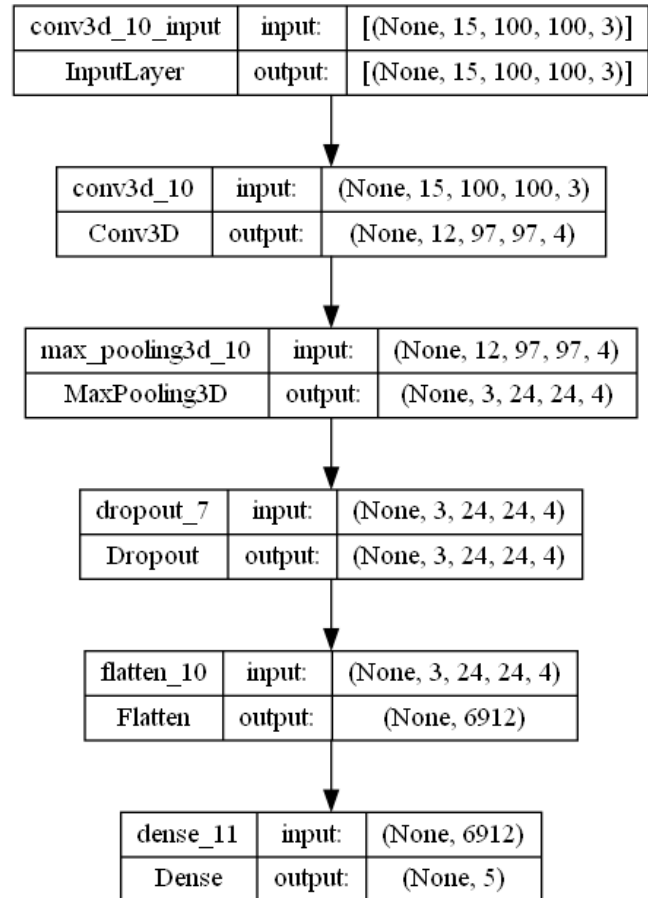 conv3d_10_input input: [(None, 15, 100, 100, 3)]
InputLayer output: [(None, 15, 100, 100, 3)]
conv3d_10 input: (None, 15, 100, 100, 3)
Conv3D output: (None, 12, 97, 97, 4)
max_pooling3d_10 input: (None, 12, 97, 97, 4)
MaxPooling3D output: (None, 3, 24, 24, 4)
dropout_7 input: (None, 3, 24, 24, 4)
Dropout output: (None, 3, 24, 24, 4)
flatten_10 input: (None, 3, 24, 24, 4)
Flatten output: (None, 6912)
dense_11 input: (None, 6912)
Dense output: (None, 5)